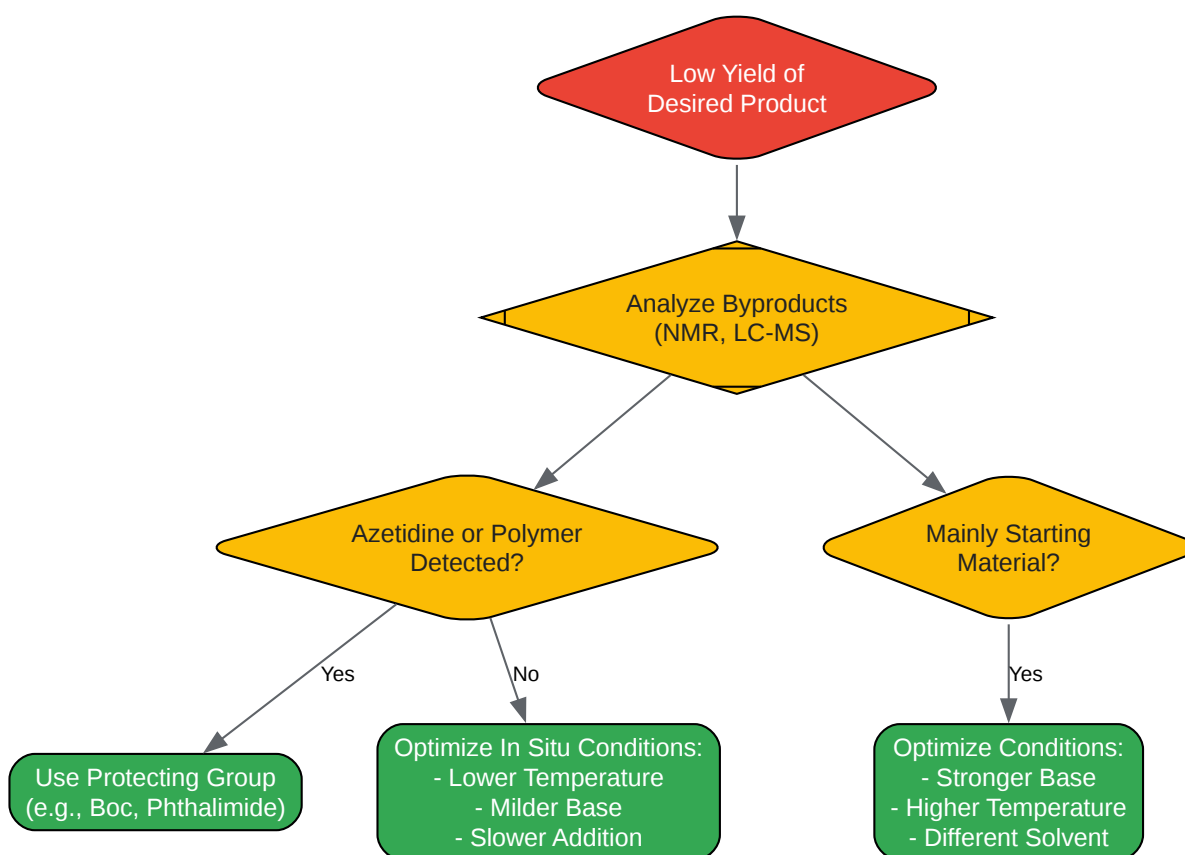 Low Yield of
Desired Product
Analyze Byproducts
(NMR, LC-MS)
Azetidine or Polymer
Detected?
Mainly Starting
Material?
Yes
No
Yes
Use Protecting Group
(e.g., Boc, Phthalimide)
Optimize In Situ Conditions:
- Lower Temperature
- Milder Base
- Slower Addition
Optimize Conditions:
- Stronger Base
- Higher Temperature
- Different Solvent